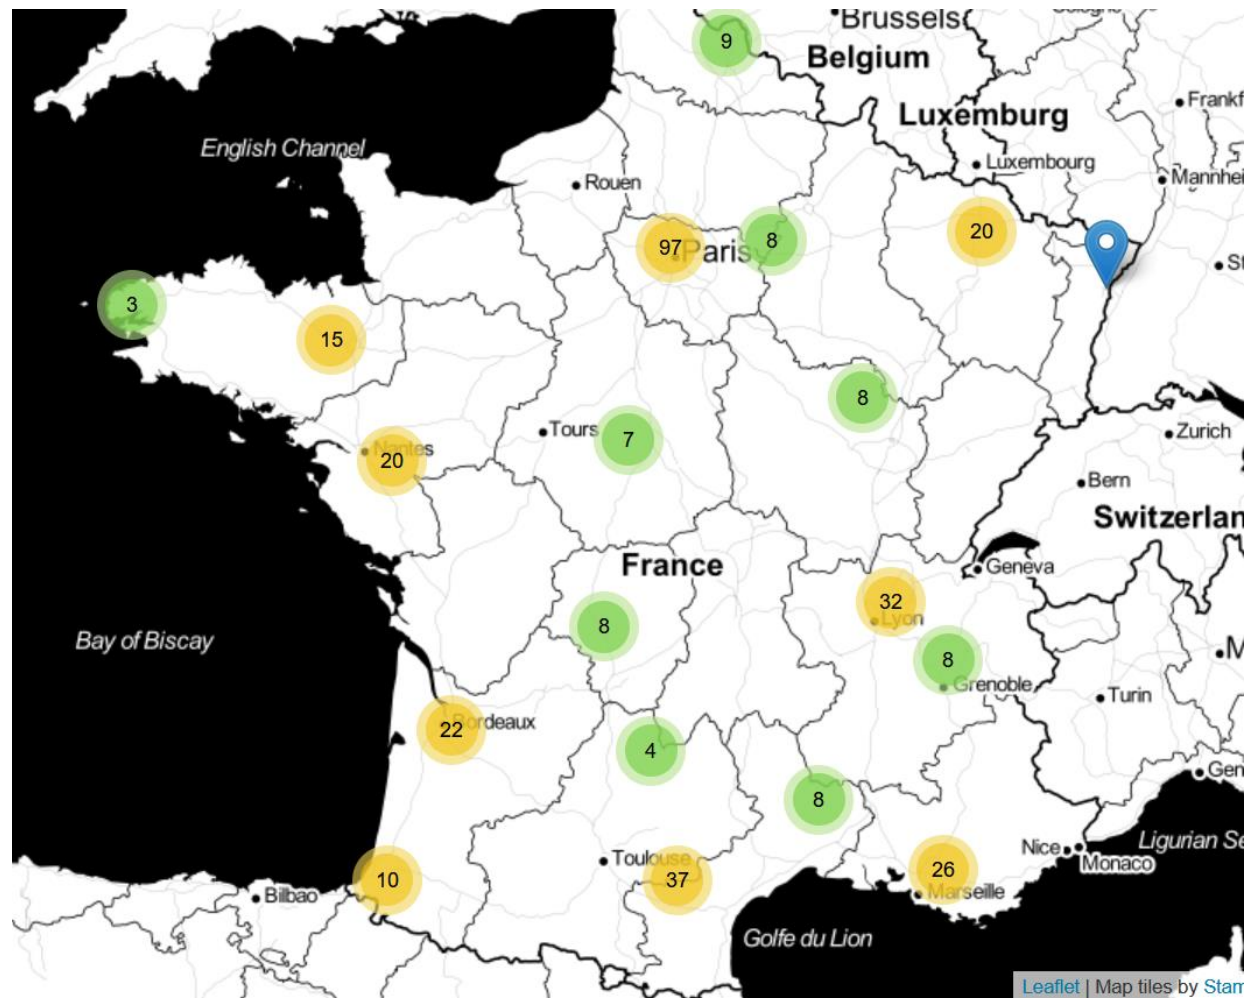 Brussels
9
Belgium
Luxemburg
Luxembourg
English Channel
Rouen
97
Paris
8
20
3
15
8
Tours
7
Nantes
20
Zurich
Bern
Switzerlan
France
Geneva
32
Lyon
8
Bay of Biscay
8
Grenoble
Turin
Bordeaux
22
4
8
Toulouse
37
10
Bilbao
26
Marseille
Nice
Monaco
Gen
Ligurian Se
Golfe du Lion
Frankf
Mannhei
Leaflet | Map tiles by Stam